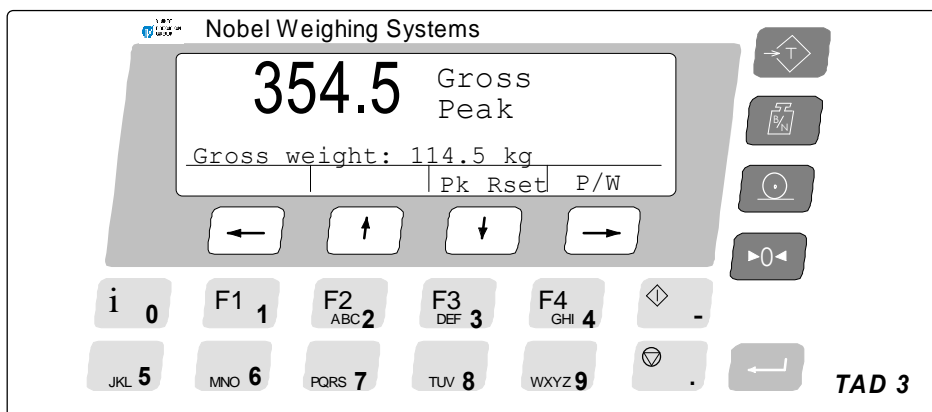 Nobel Weighing Systems
354.5 Gross
Peak
Gross weight: 114.5 kg
Pk Rset P/W
T
B/N
►0◄
i 0 F1 1 F2 ABC 2 F3 DEF 3 F4 GHI 4 -
JKL 5 MNO 6 PQRS 7 TUV 8 WXYZ 9 .
TAD 3